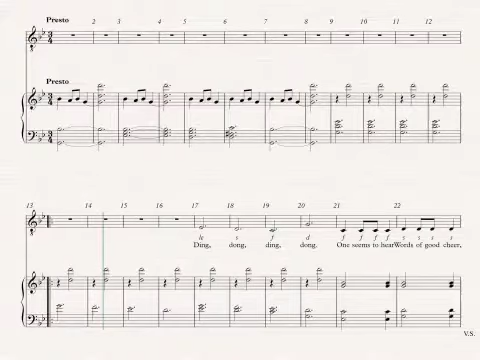 Presto
2 3 4 5 6 7 8 9 10 11 12
Presto
13 14 15 16 17 18 19 20 21 22
f d f f f f s s s s
Ding, dong, ding, dong. One seems to hear Words of good cheer,
V.S.